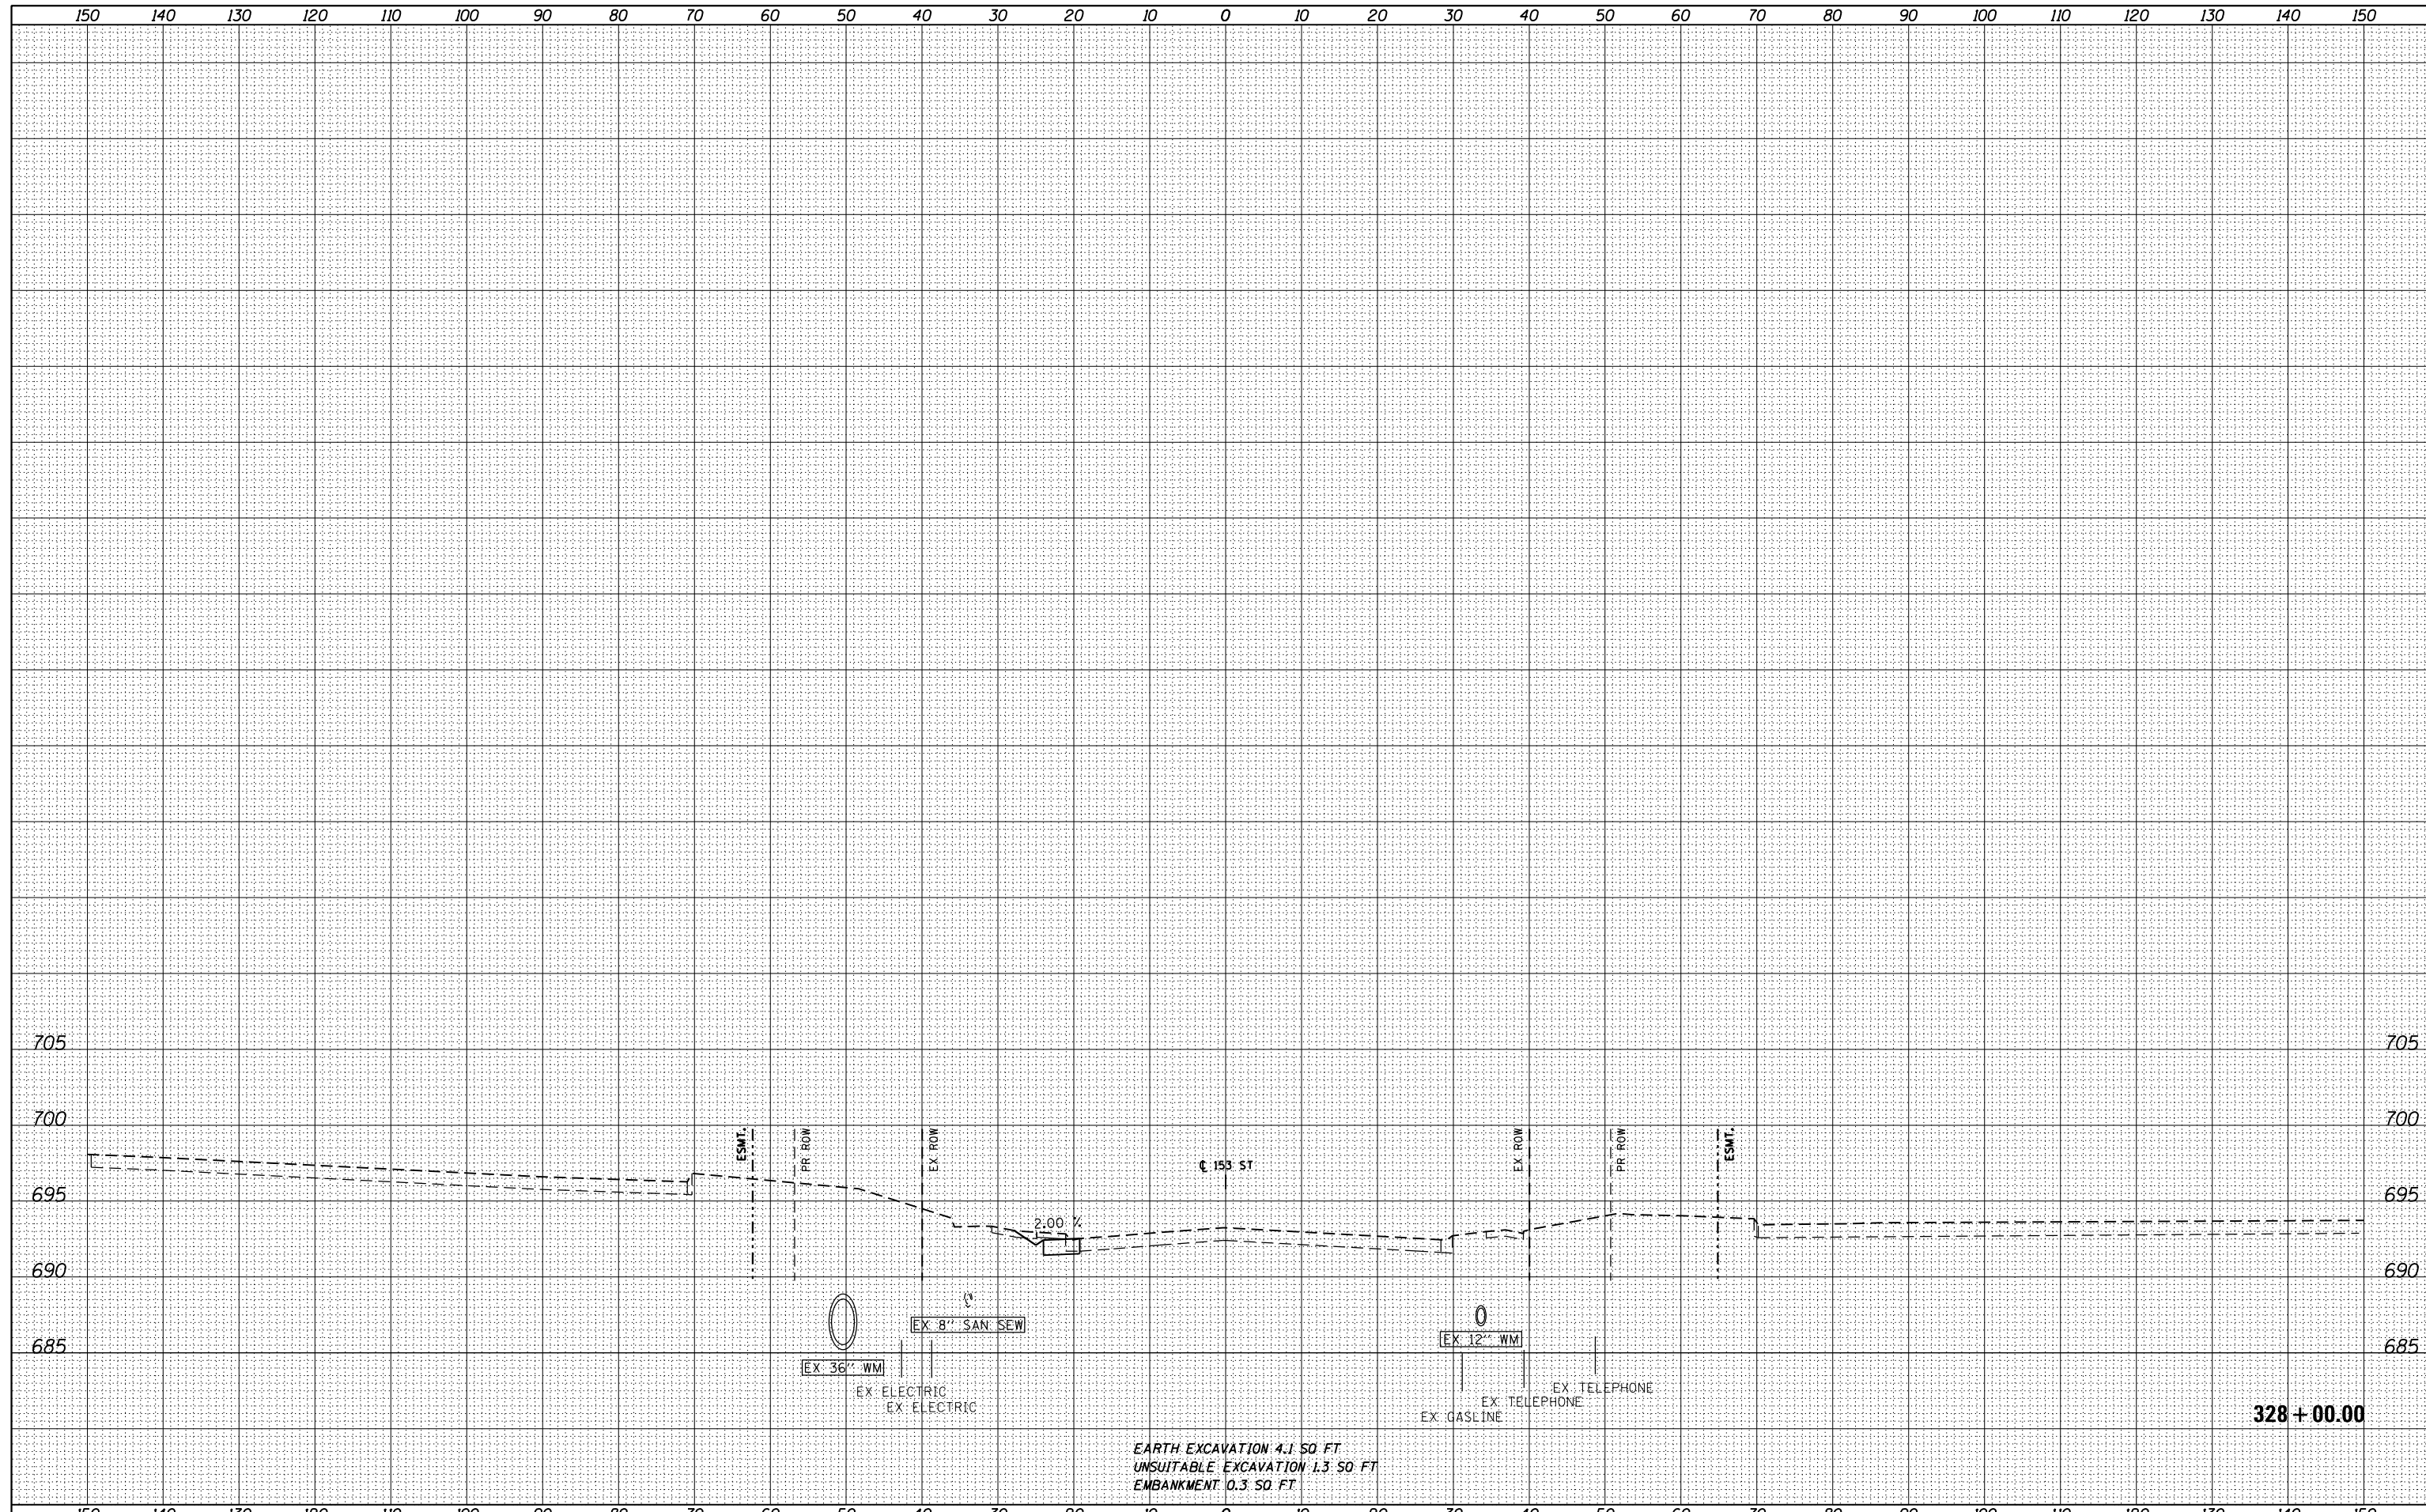 150 140 130 120 110 100 90 80 70 60 50 40 30 20 10 0 10 20 30 40 50 60 70 80 90 100 110 120 130 140 150
705 705
700 700
ESMT.
PR ROW
EX ROW
℄ 153 ST
EX ROW
PR ROW
ESMT.
695 695
2.00 %
690 690
EX 8'' SAN SEW
EX 12'' WM
685 685
EX 36'' WM
EX ELECTRIC
EX ELECTRIC
EX TELEPHONE
EX TELEPHONE
EX GASLINE
328 + 00.00
EARTH EXCAVATION 4.1 SQ FT
UNSUITABLE EXCAVATION 1.3 SQ FT
EMBANKMENT 0.3 SQ FT